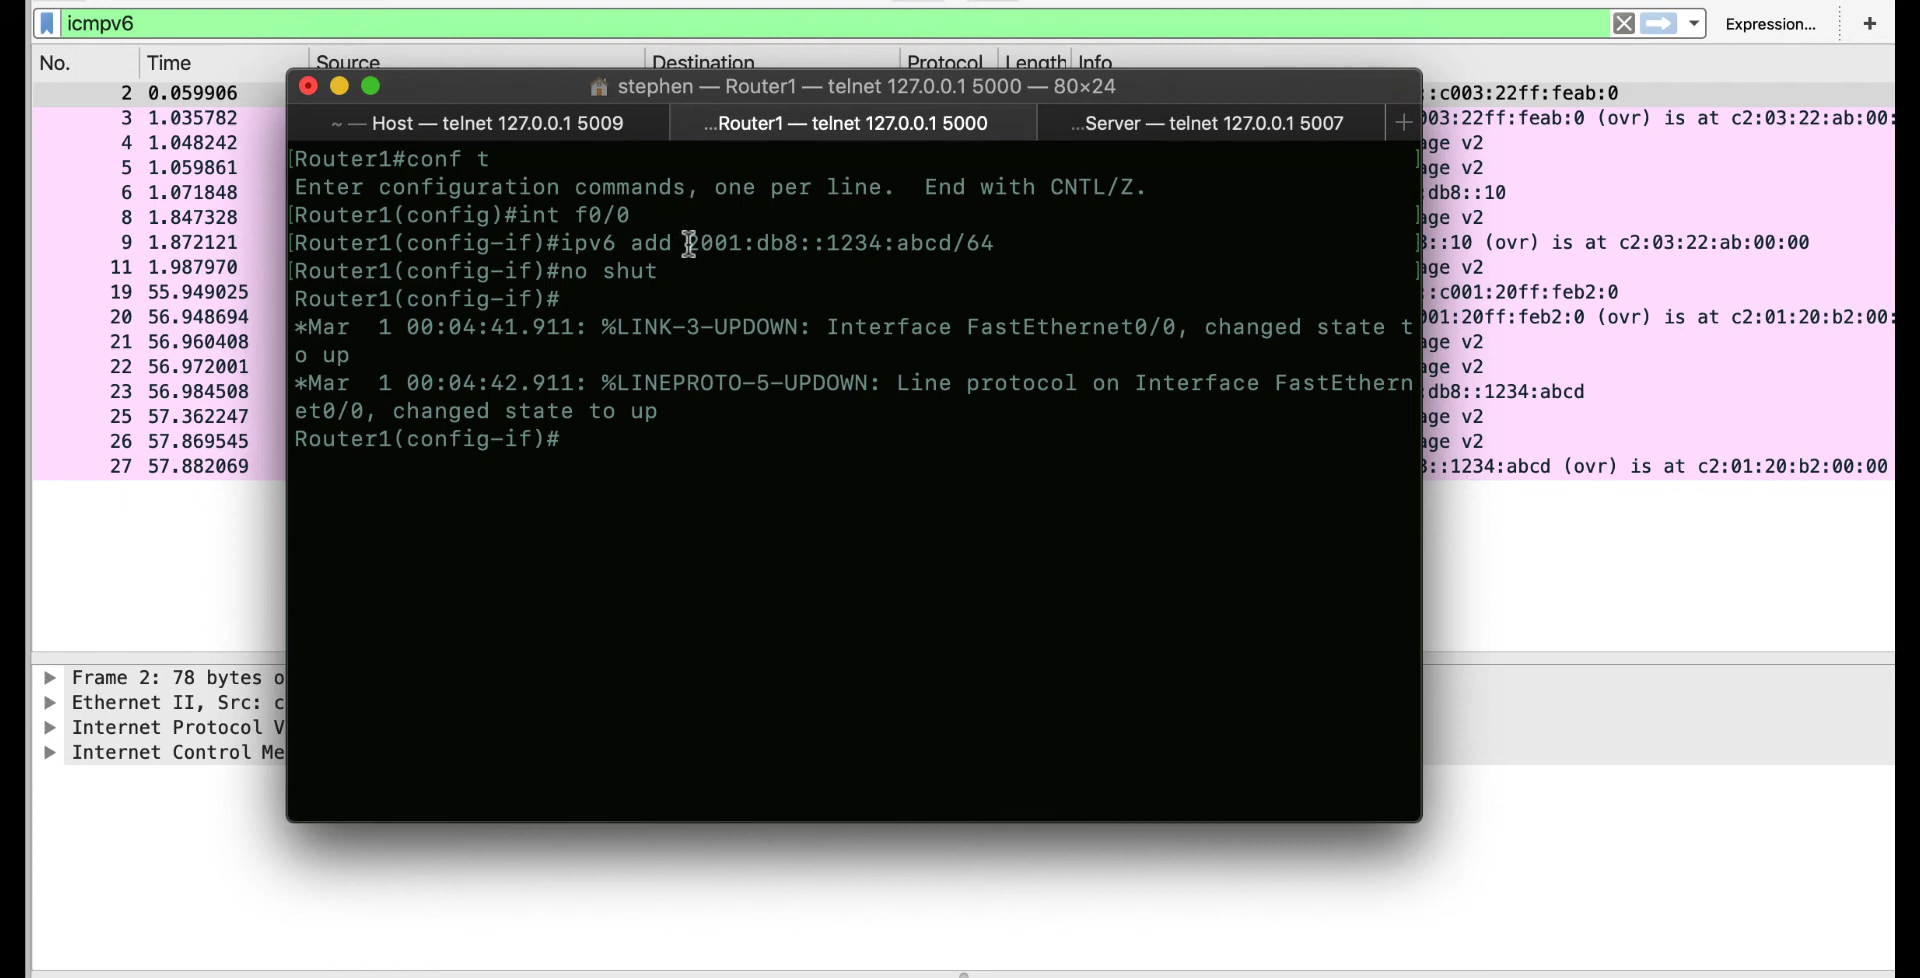 icmpv6
Expression...
+
No. Time Source Destination Protocol Length Info
stephen — Router1 — telnet 127.0.0.1 5000 — 80×24
~ — Host — telnet 127.0.0.1 5009
...Router1 — telnet 127.0.0.1 5000
...Server — telnet 127.0.0.1 5007
+
[Router1#conf t ]
Enter configuration commands, one per line.  End with CNTL/Z.
[Router1(config)#int f0/0 ]
[Router1(config-if)#ipv6 add 2001:db8::1234:abcd/64 ]
[Router1(config-if)#no shut ]
Router1(config-if)#
*Mar  1 00:04:41.911: %LINK-3-UPDOWN: Interface FastEthernet0/0, changed state t
o up
*Mar  1 00:04:42.911: %LINEPROTO-5-UPDOWN: Line protocol on Interface FastEthern
et0/0, changed state to up
Router1(config-if)#
2 0.059906 :c003:22ff:feab:0
3 1.035782 003:22ff:feab:0 (ovr) is at c2:03:22:ab:00:
4 1.048242 age v2
5 1.059861 age v2
6 1.071848 :db8::10
8 1.847328 age v2
9 1.872121 ::10 (ovr) is at c2:03:22:ab:00:00
11 1.987970 age v2
19 55.949025 :c001:20ff:feb2:0
20 56.948694 001:20ff:feb2:0 (ovr) is at c2:01:20:b2:00:
21 56.960408 age v2
22 56.972001 age v2
23 56.984508 :db8::1234:abcd
25 57.362247 age v2
26 57.869545 age v2
27 57.882069 ::1234:abcd (ovr) is at c2:01:20:b2:00:00
Frame 2: 78 bytes o
Ethernet II, Src: c
Internet Protocol V
Internet Control Me